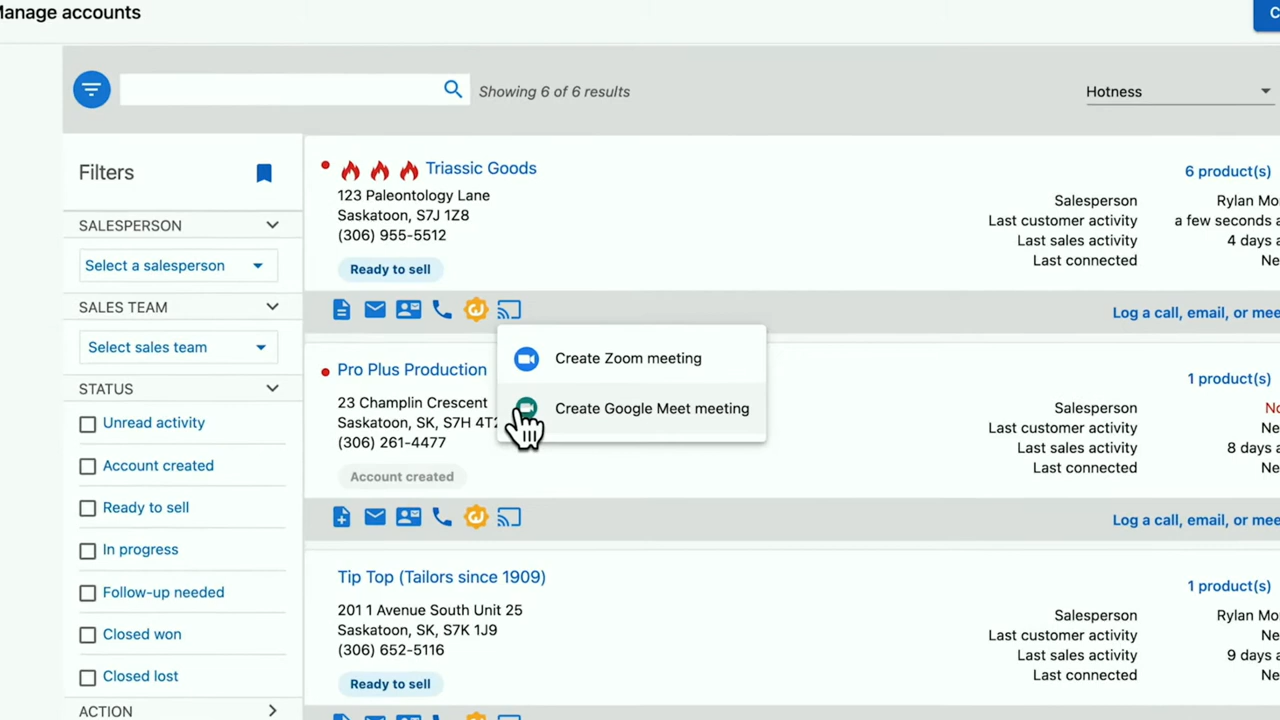 Manage accounts
C
Showing 6 of 6 results
Hotness
Filters
SALESPERSON
Select a salesperson
SALES TEAM
Select sales team
STATUS
Unread activity
Account created
Ready to sell
In progress
Follow-up needed
Closed won
Closed lost
ACTION
Triassic Goods
123 Paleontology Lane
Saskatoon, S7J 1Z8
(306) 955-5512
Ready to sell
6 product(s)
Salesperson Rylan Mo
Last customer activity a few seconds a
Last sales activity 4 days a
Last connected Ne
Log a call, email, or mee
Create Zoom meeting
Create Google Meet meeting
Pro Plus Production
23 Champlin Crescent
Saskatoon, SK, S7H 4T2
(306) 261-4477
Account created
1 product(s)
Salesperson No
Last customer activity Ne
Last sales activity 8 days a
Last connected Ne
Log a call, email, or mee
Tip Top (Tailors since 1909)
201 1 Avenue South Unit 25
Saskatoon, SK, S7K 1J9
(306) 652-5116
Ready to sell
1 product(s)
Salesperson Rylan Mo
Last customer activity Ne
Last sales activity 9 days a
Last connected Ne